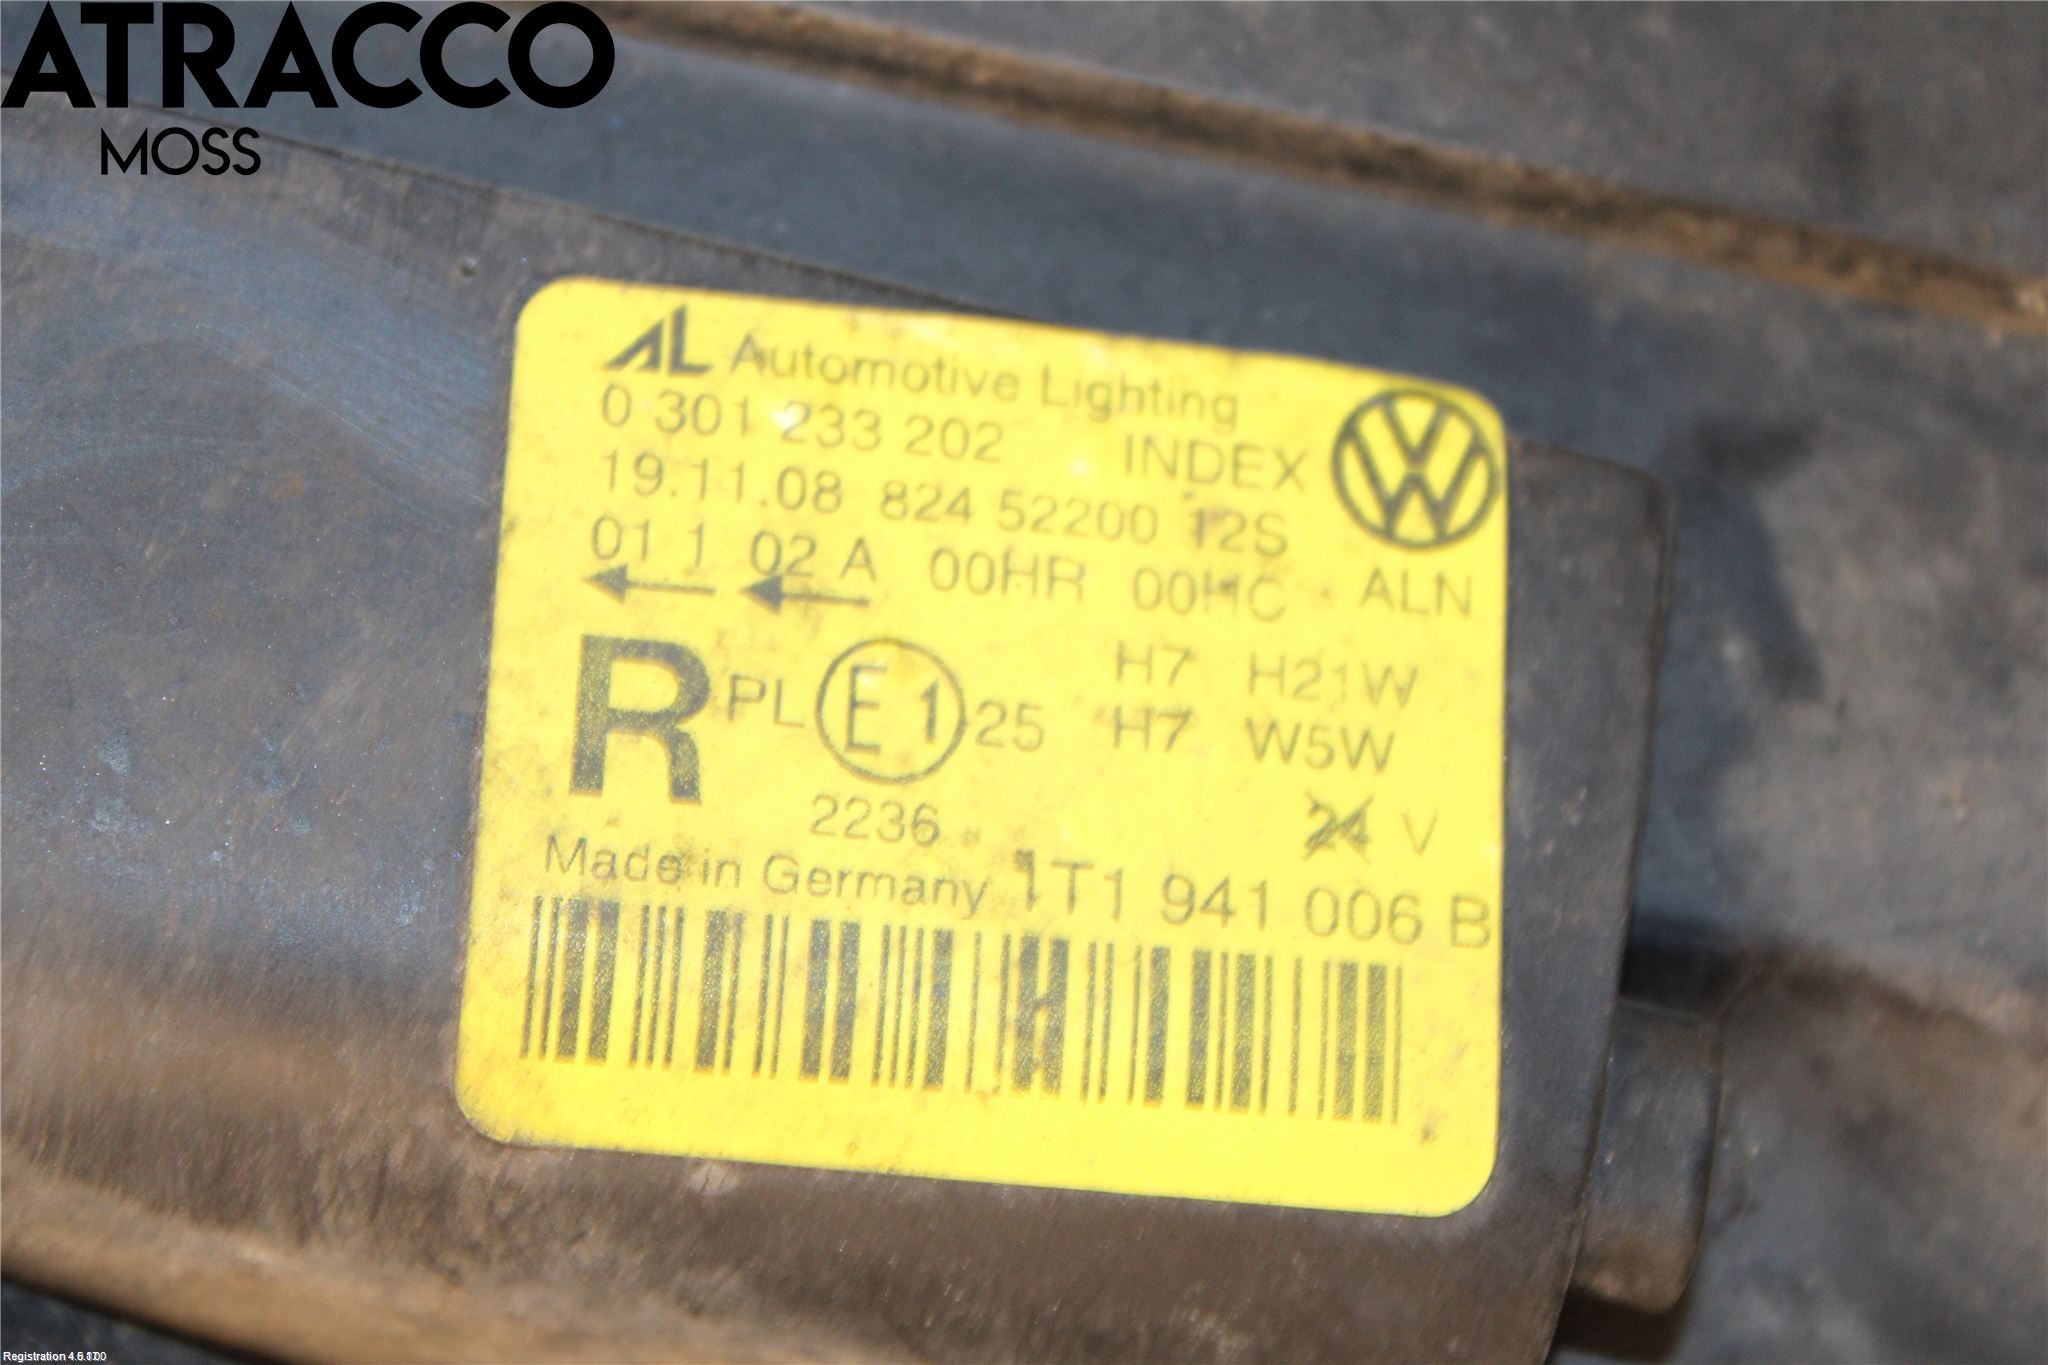 ATRACCO
MOSS
AL Automotive Lighting
0 301 233 202 INDEX
19.11.08 824 52200 12S
01 1 02 A 00HR 00HC ALN
R PL E1 25 H7 H21W
H7 W5W
2236 24 V
Made in Germany 1T1 941 006 B